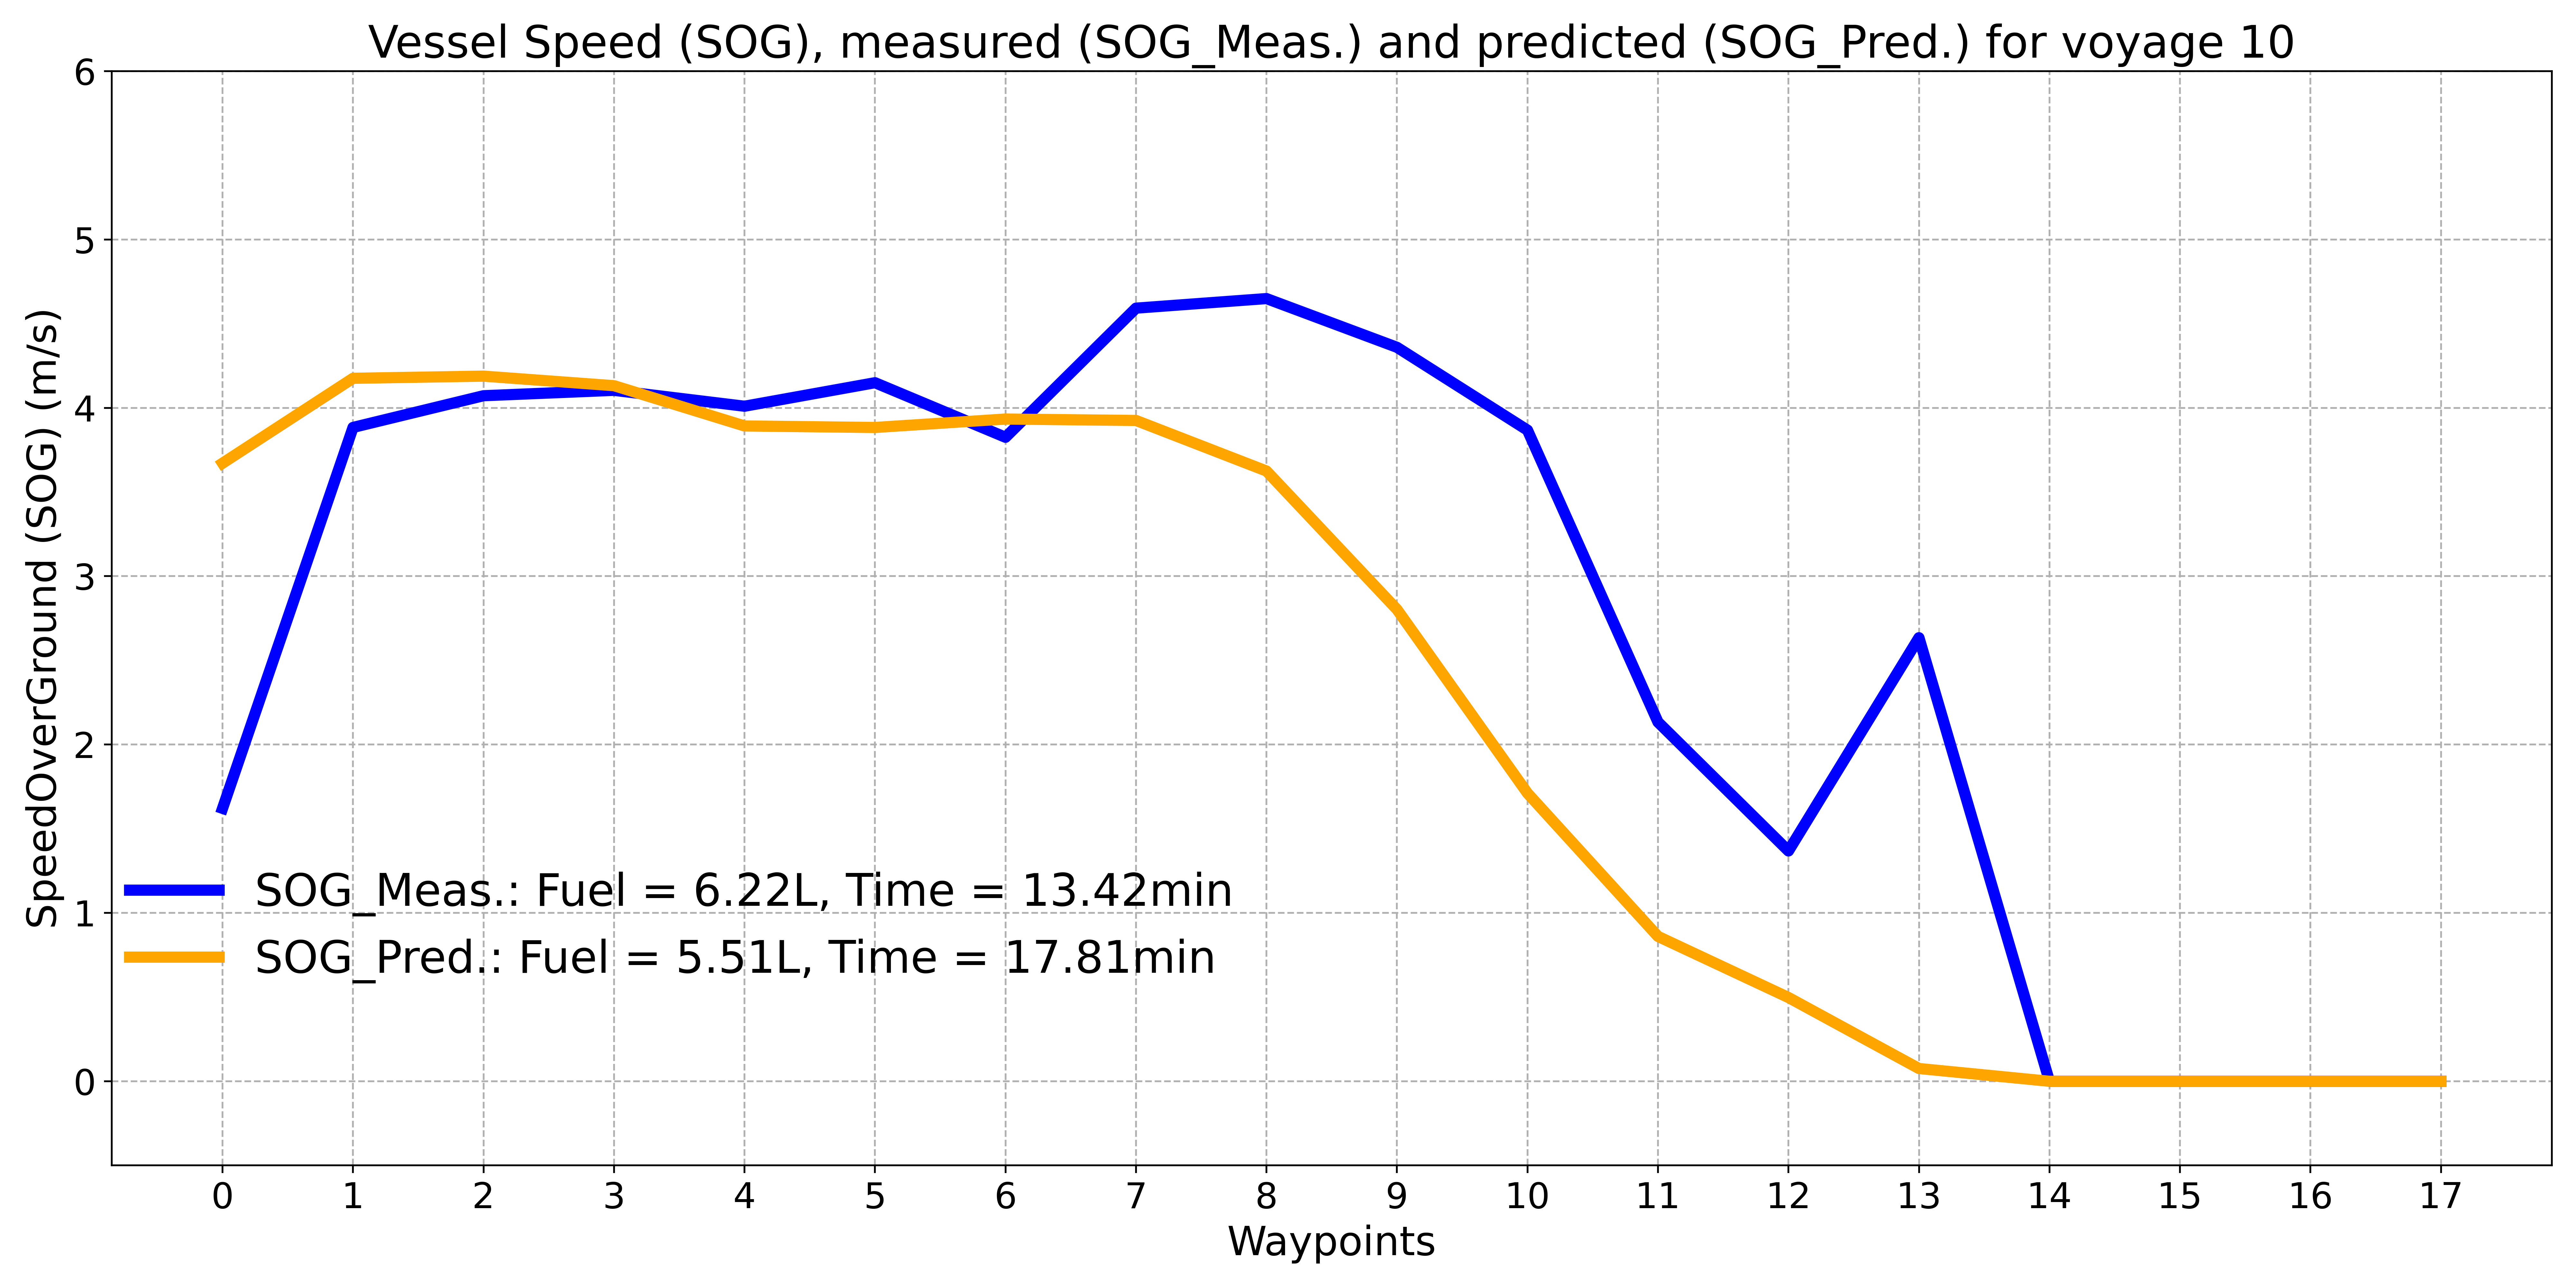 Vessel Speed (SOG), measured (SOG_Meas.) and predicted (SOG_Pred.) for voyage 10
6
5
4
3
2
1
0
SpeedOverGround (SOG) (m/s)
SOG_Meas.: Fuel = 6.22L, Time = 13.42min
SOG_Pred.: Fuel = 5.51L, Time = 17.81min
0 1 2 3 4 5 6 7 8 9 10 11 12 13 14 15 16 17
Waypoints